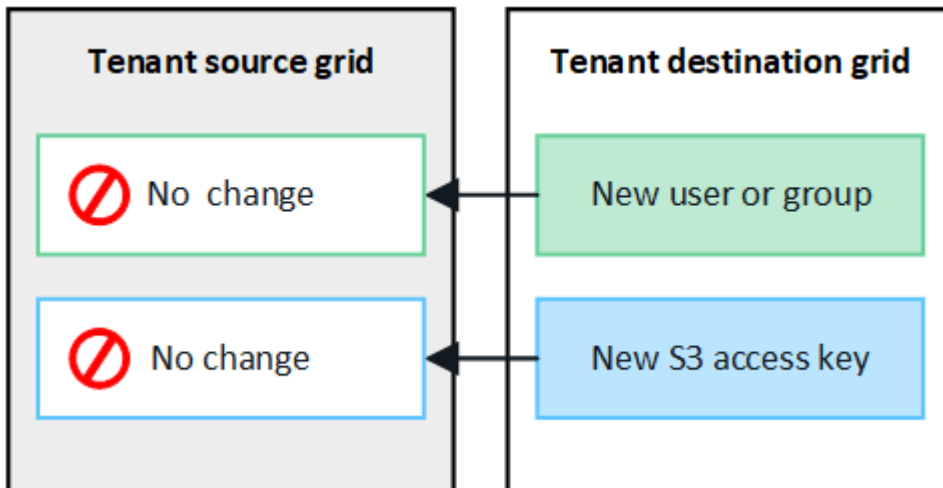 Tenant source grid
Tenant destination grid
No change
New user or group
No change
New S3 access key